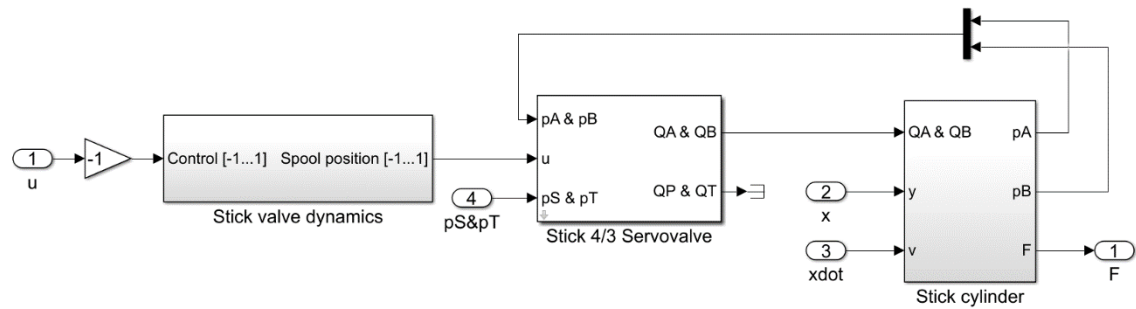 1
u
-1
Control [-1...1]
Spool position [-1...1]
Stick valve dynamics
4
pS&pT
pA & pB
u
pS & pT
QA & QB
QP & QT
Stick 4/3 Servovalve
2
x
3
xdot
QA & QB
y
v
pA
pB
F
Stick cylinder
1
F